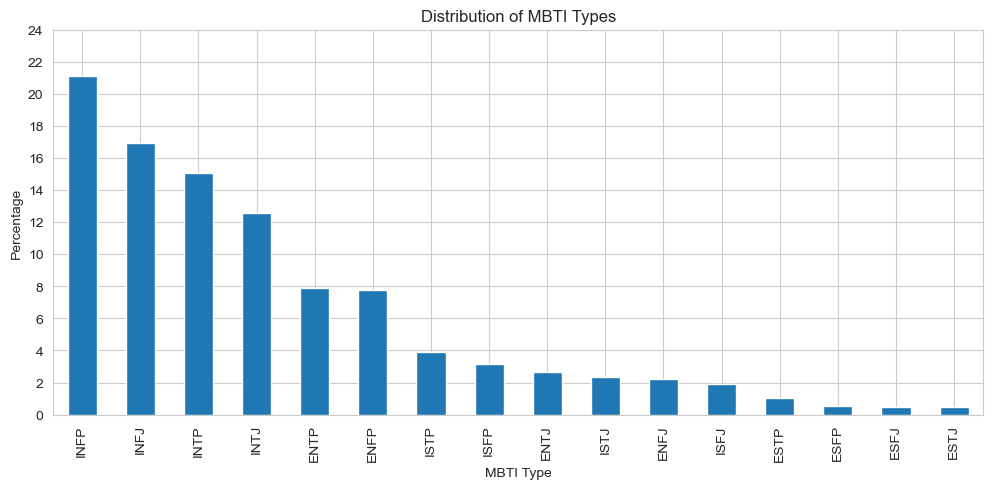 Distribution of MBTI Types
Percentage
24
22
20
18
16
14
12
10
8
6
4
2
0
INFP
INFJ
INTP
INTJ
ENTP
ENFP
ISTP
ISFP
ENTJ
ISTJ
ENFJ
ISFJ
ESTP
ESFP
ESFJ
ESTJ
MBTI Type